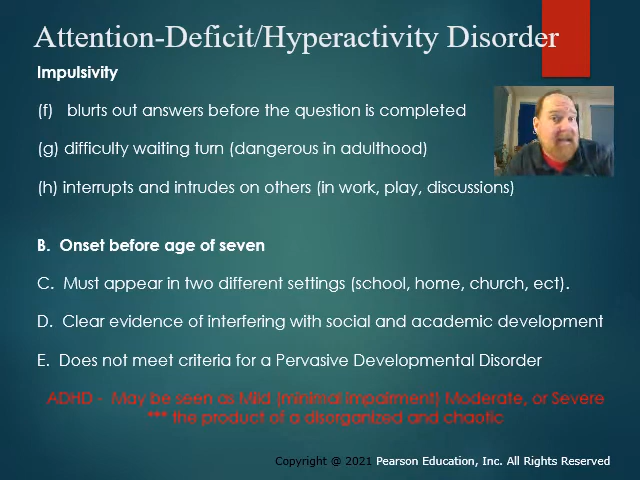 Attention-Deficit/Hyperactivity Disorder
Impulsivity
(f) blurts out answers before the question is completed
(g) difficulty waiting turn (dangerous in adulthood)
(h) interrupts and intrudes on others (in work, play, discussions)
B. Onset before age of seven
C. Must appear in two different settings (school, home, church, ect).
D. Clear evidence of interfering with social and academic development
E. Does not meet criteria for a Pervasive Developmental Disorder
ADHD - May be seen as Mild (minimal impairment) Moderate, or Severe
*** the product of a disorganized and chaotic
Copyright @ 2021 Pearson Education, Inc. All Rights Reserved